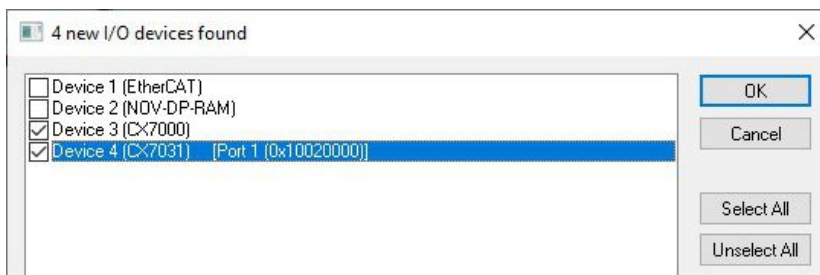 4 new I/O devices found
Device 1 (EtherCAT)
Device 2 (NOV-DP-RAM)
Device 3 (CX7000)
Device 4 (CX7031) [Port 1 (0x10020000)]
OK
Cancel
Select All
Unselect All